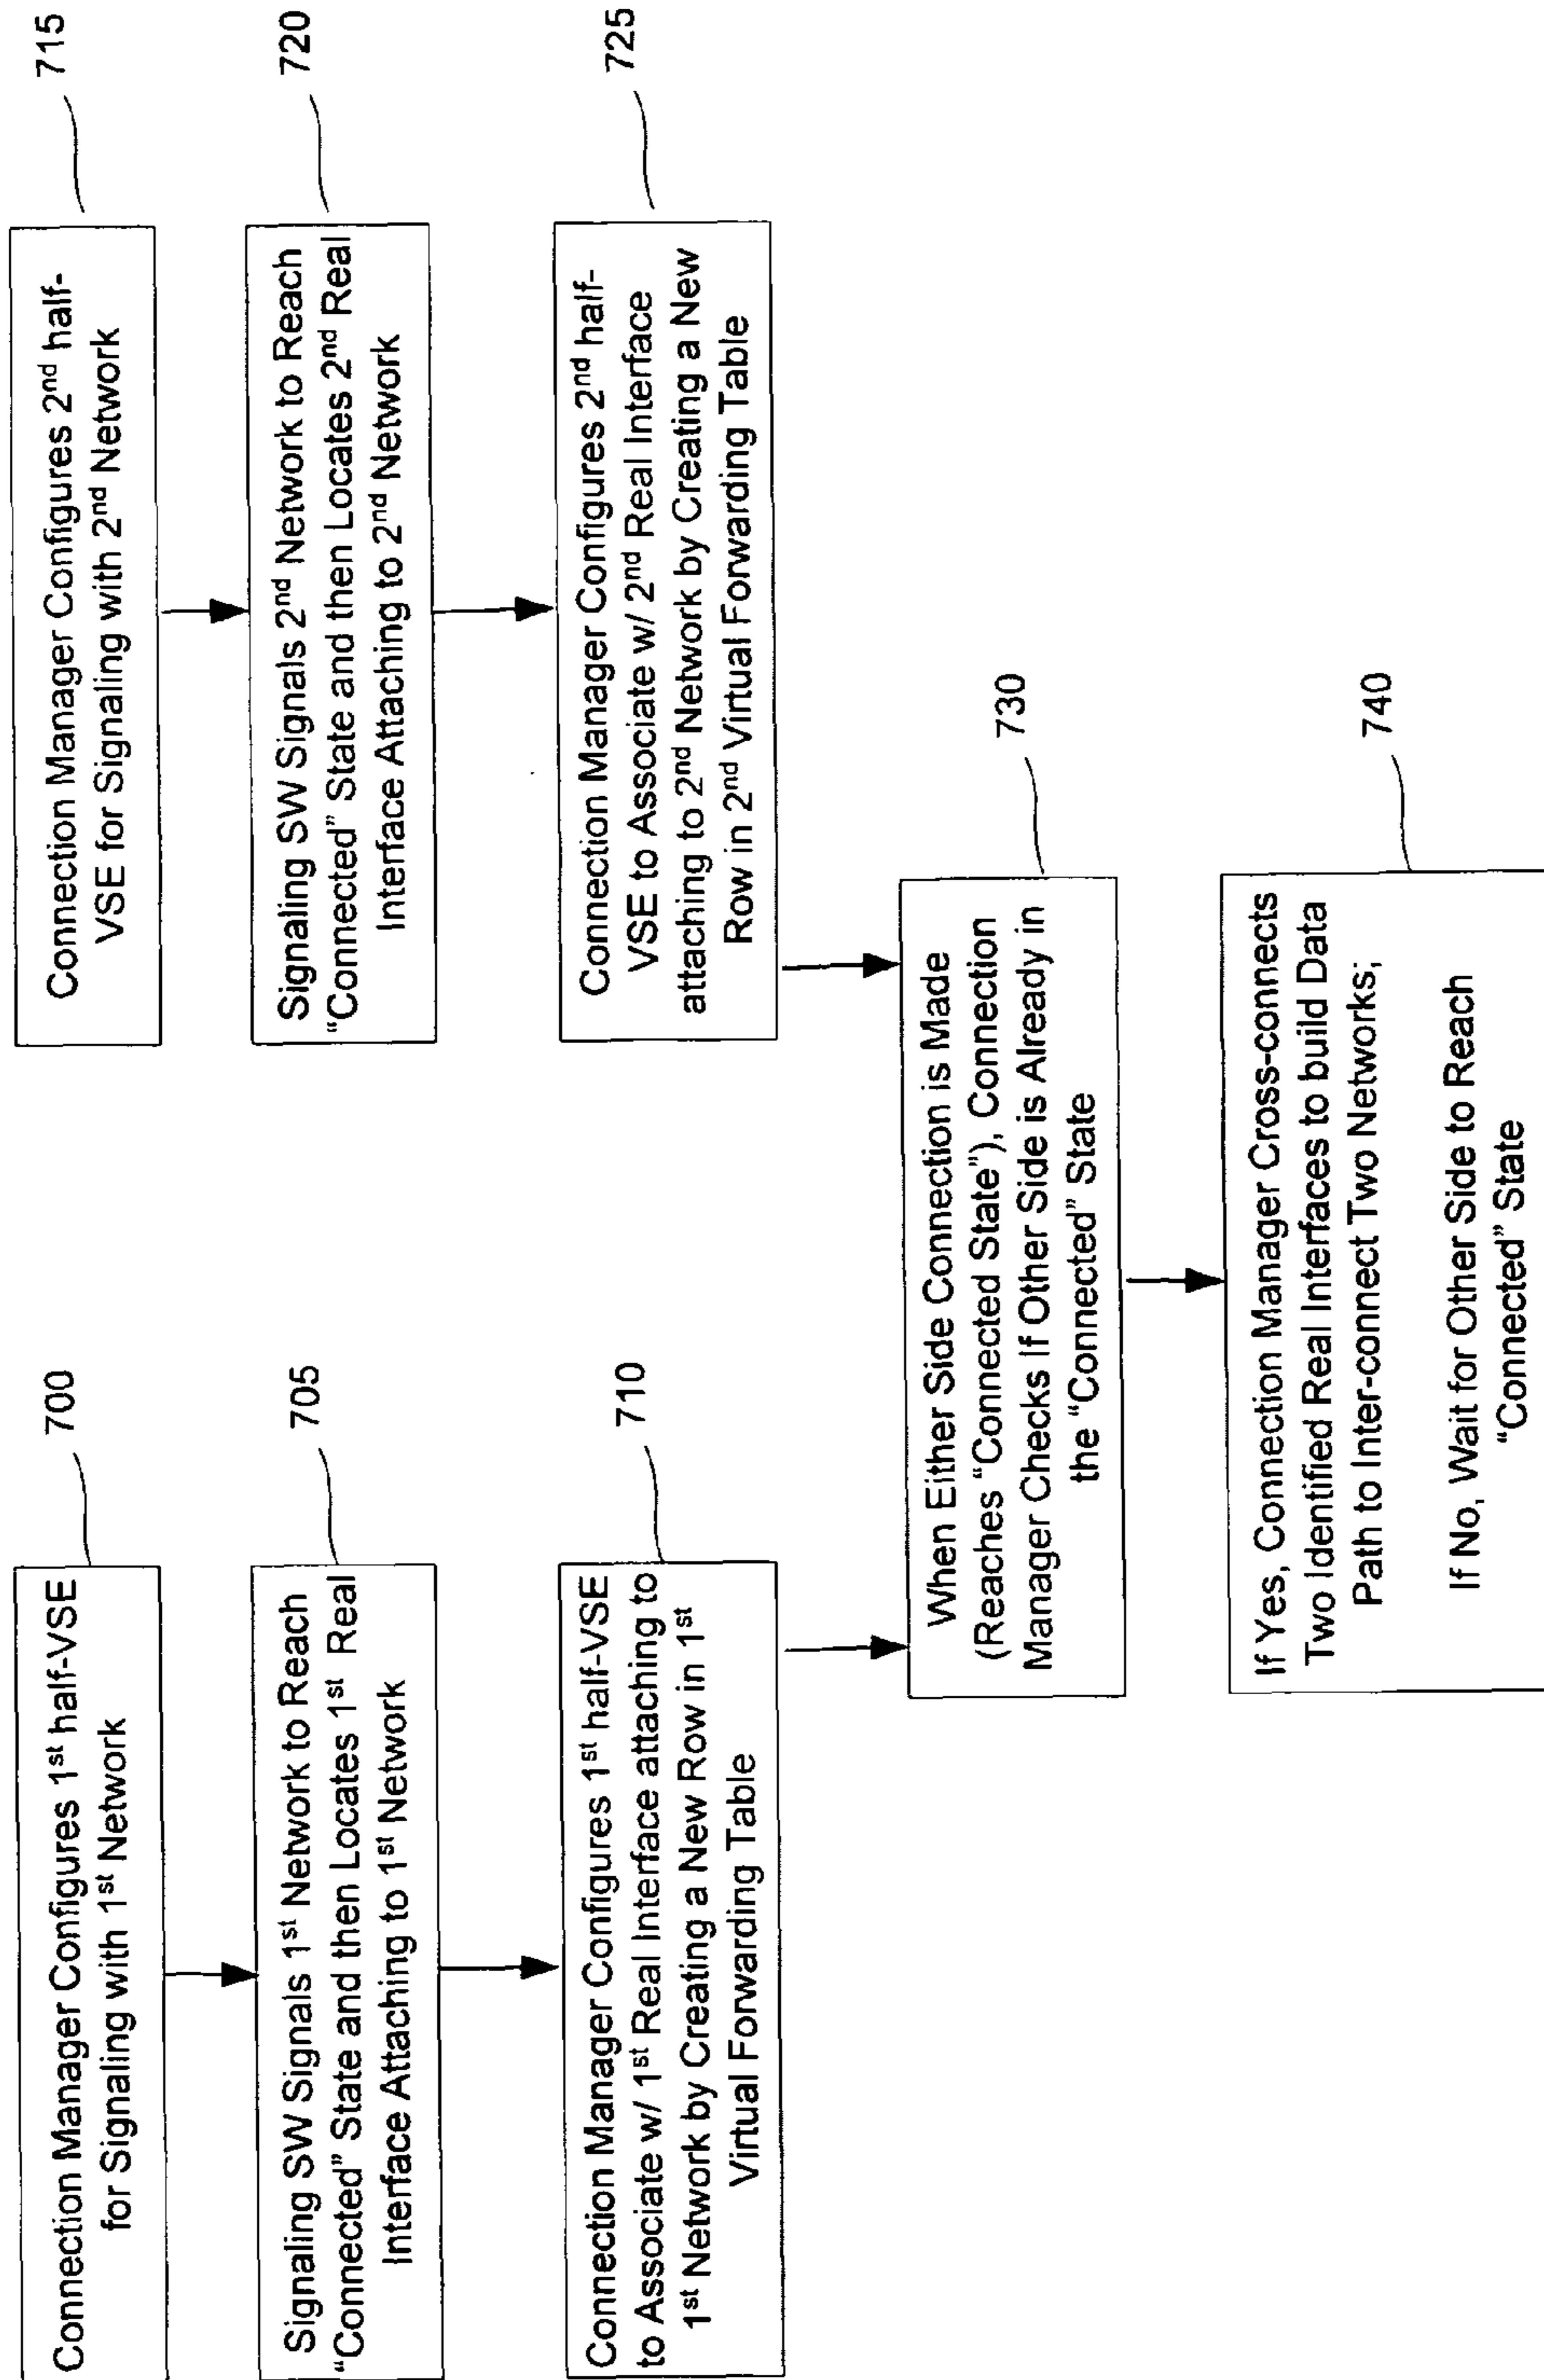 Connection Manager Configures 1st half-VSE
for Signaling with 1st Network
700
Signaling SW Signals 1st Network to Reach
“Connected” State and then Locates 1st Real
Interface Attaching to 1st Network
705
Connection Manager Configures 1st half-VSE
to Associate w/ 1st Real Interface attaching to
1st Network by Creating a New Row in 1st
Virtual Forwarding Table
710
Connection Manager Configures 2nd half-
VSE for Signaling with 2nd Network
715
Signaling SW Signals 2nd Network to Reach
“Connected” State and then Locates 2nd Real
Interface Attaching to 2nd Network
720
Connection Manager Configures 2nd half-
VSE to Associate w/ 2nd Real Interface
attaching to 2nd Network by Creating a New
Row in 2nd Virtual Forwarding Table
725
When Either Side Connection is Made
(Reaches “Connected State”), Connection
Manager Checks If Other Side is Already in
the “Connected” State
730
If Yes, Connection Manager Cross-connects
Two Identified Real Interfaces to build Data
Path to Inter-connect Two Networks;
If No, Wait for Other Side to Reach
“Connected” State
740